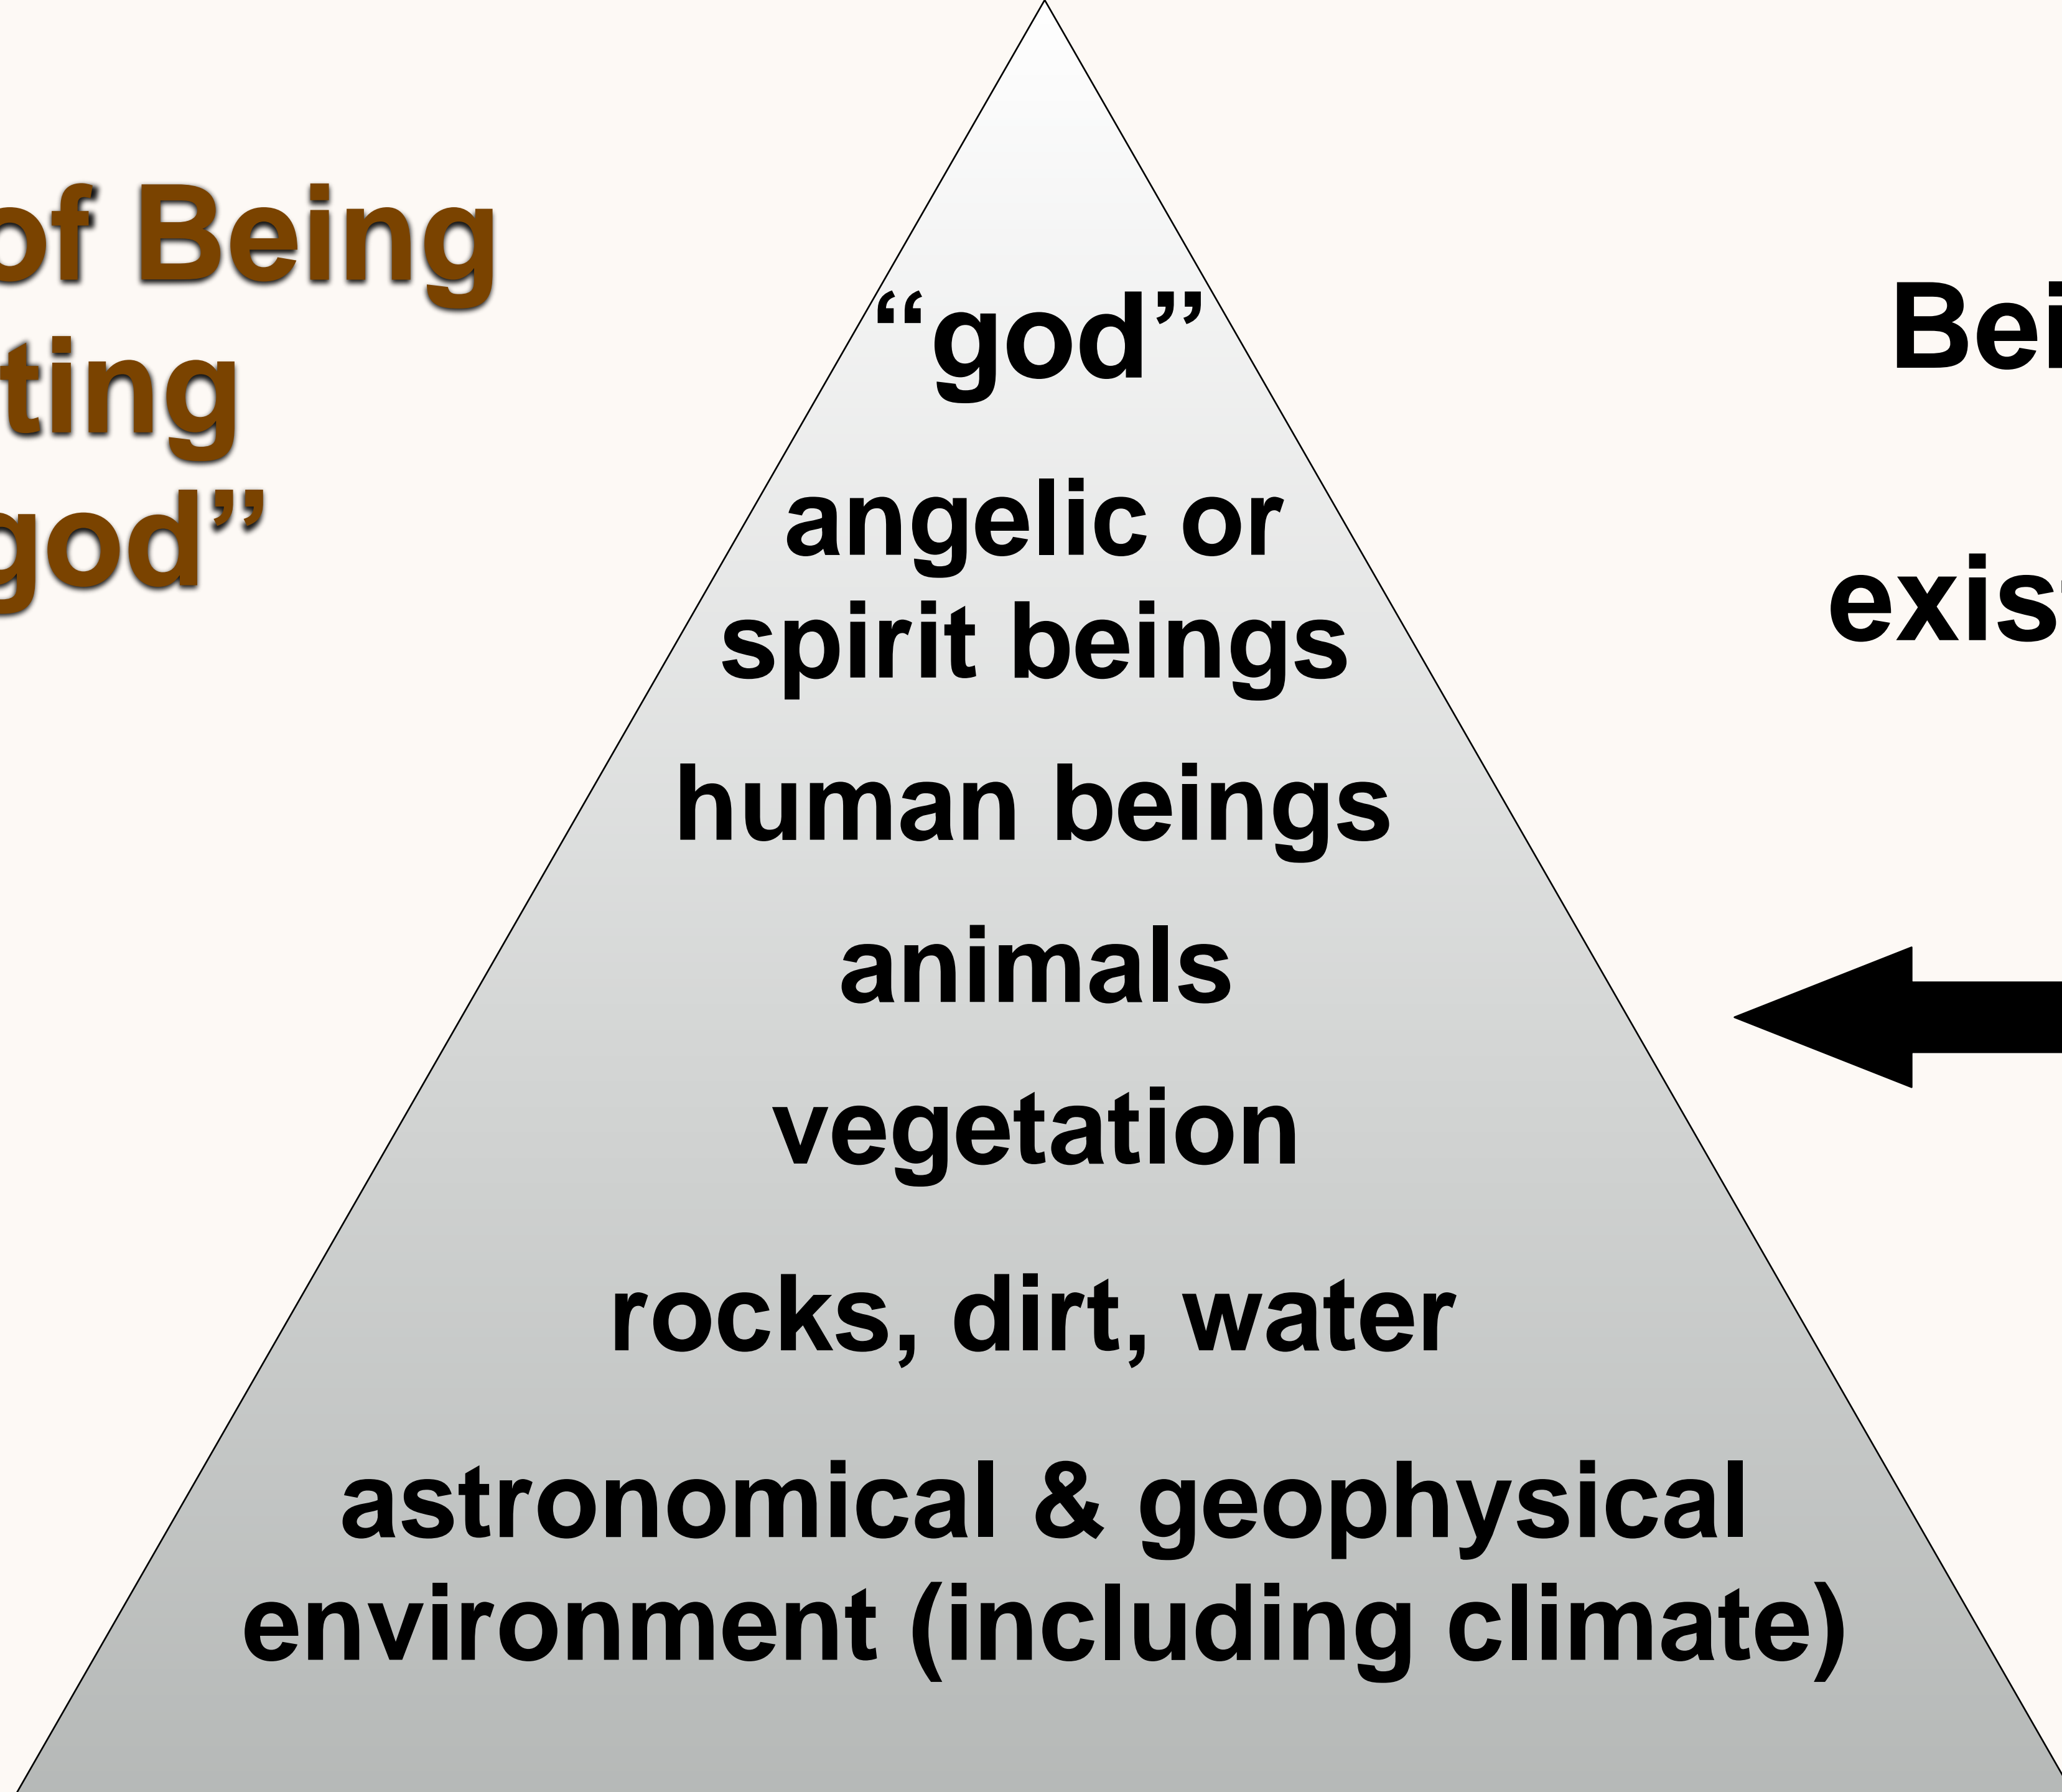 of Being
ting
god”
“god”
angelic or
spirit beings
human beings
animals
vegetation
rocks, dirt, water
astronomical & geophysical
environment (including climate)
Bei
exis